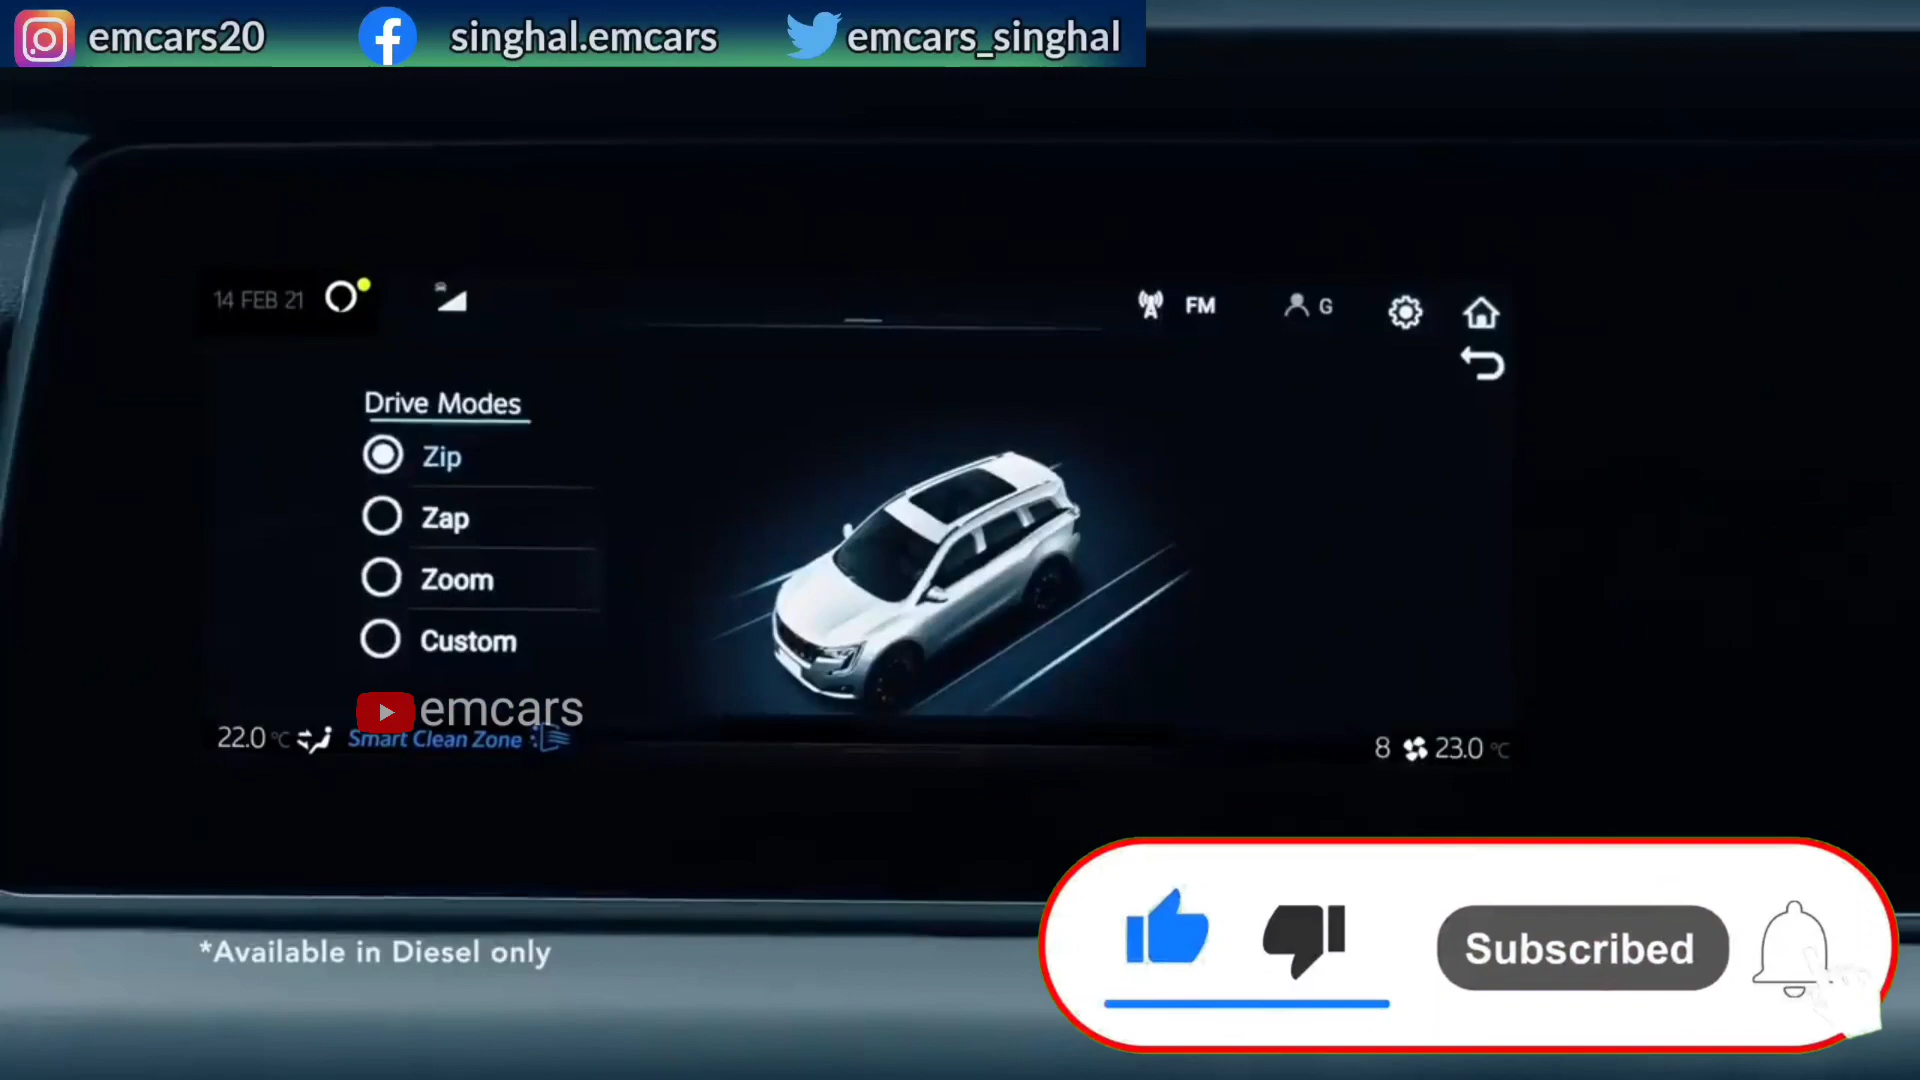 emcars20 singhal.emcars emcars_singhal
14 FEB 21 FM G
Drive Modes
Zip
Zap
Zoom
Custom
emcars
22.0 °C Smart Clean Zone 8 23.0 °C
*Available in Diesel only
Subscribed